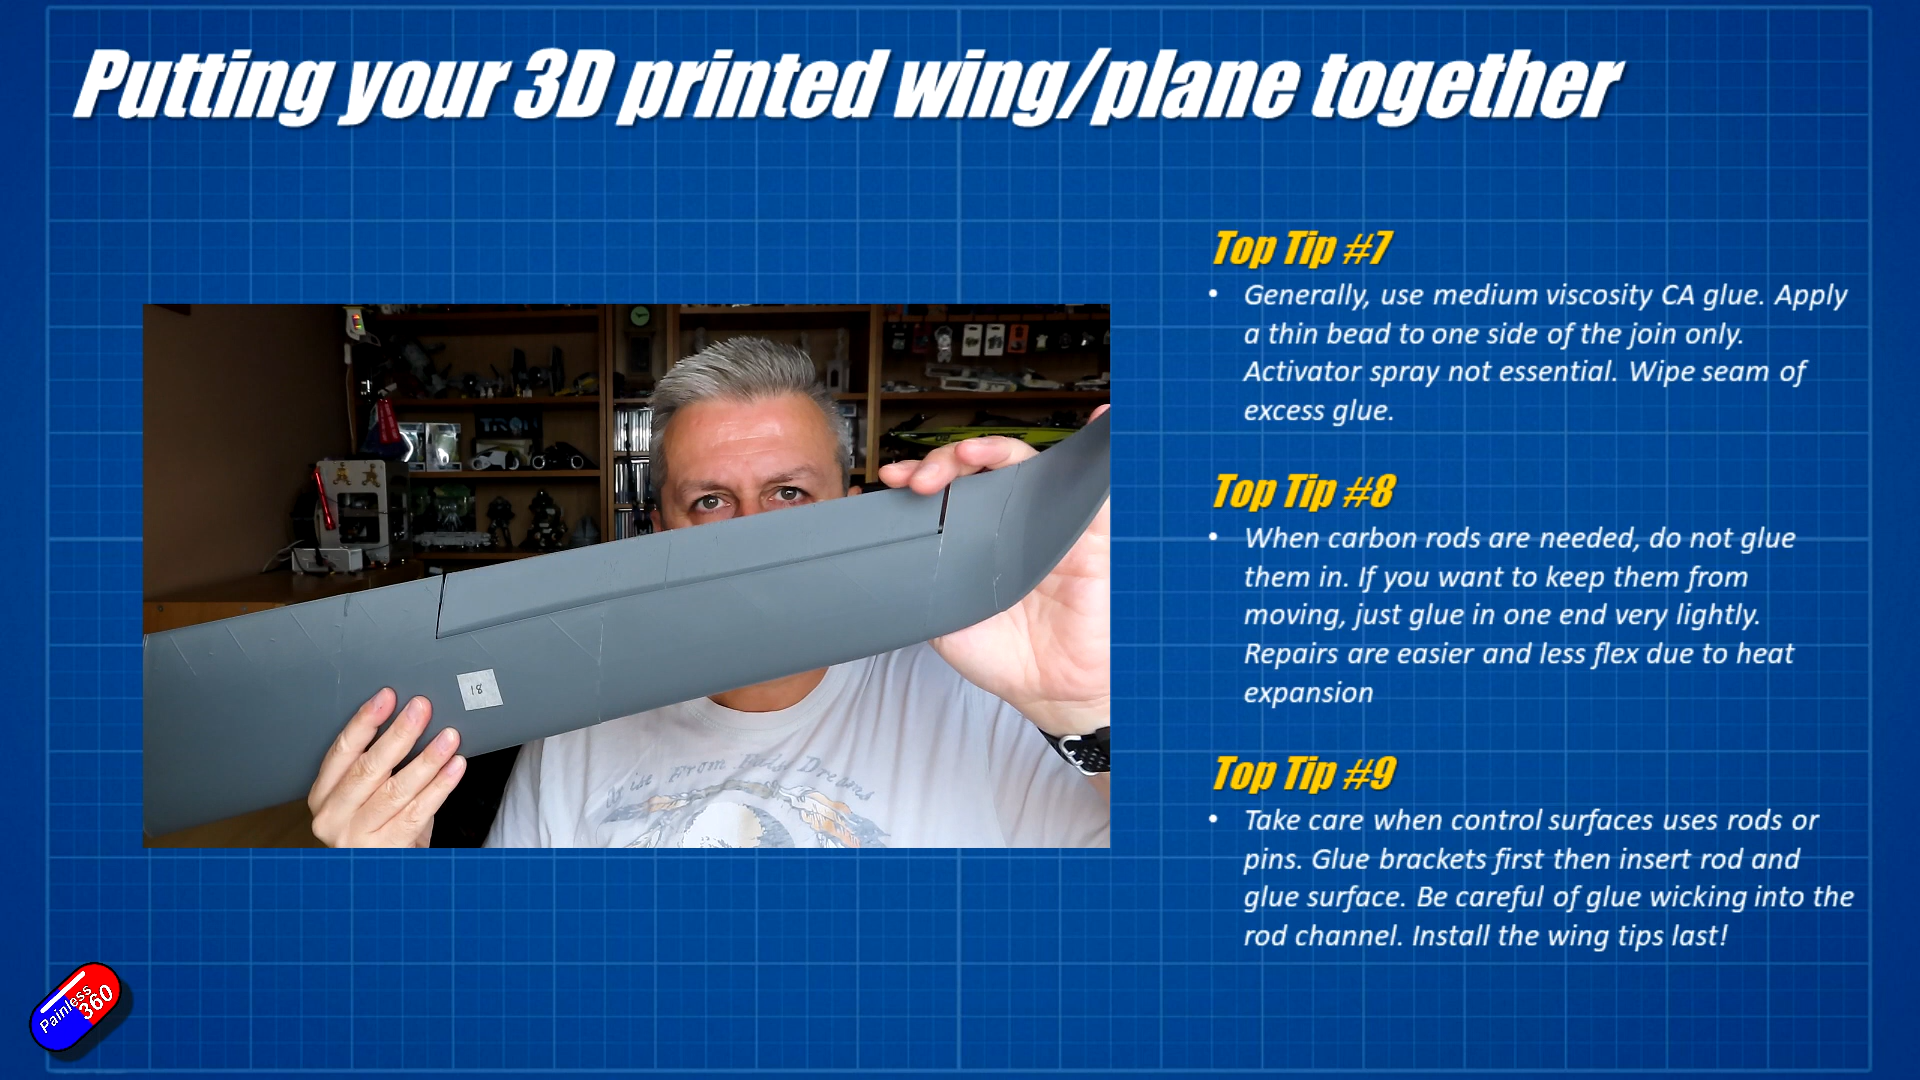 Putting your 3D printed wing/plane together
Top Tip #7
• Generally, use medium viscosity CA glue. Apply
a thin bead to one side of the join only.
Activator spray not essential. Wipe seam of
excess glue.
Top Tip #8
• When carbon rods are needed, do not glue
them in. If you want to keep them from
moving, just glue in one end very lightly.
Repairs are easier and less flex due to heat
expansion
Top Tip #9
• Take care when control surfaces uses rods or
pins. Glue brackets first then insert rod and
glue surface. Be careful of glue wicking into the
rod channel. Install the wing tips last!
TRON
18
From
Dreams
Painless
360